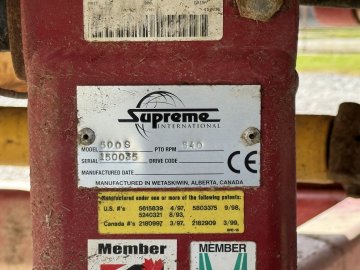 Supreme
INTERNATIONAL
MODEL 500S PTO RPM 540
SERIAL 150035 DRIVE CODE
MANUFACTURED DATE
MANUFACTURED IN WETASKIWIN, ALBERTA, CANADA
CE
Manufactured under one or more of the following patents:
U.S. #'s 5615839 4/97, 5803375 9/98,
5240321 8/93,
Canada #'s 2180997 3/97, 2182909 3/99,
Member
MEMBER